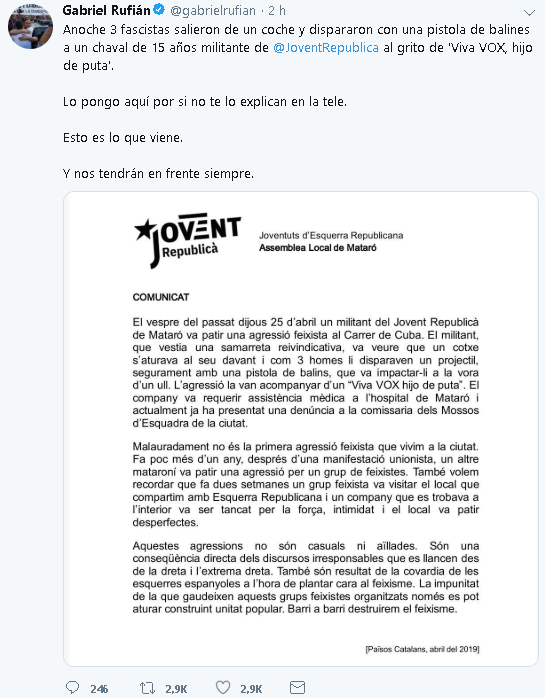 Gabriel Rufián @gabrielrufian · 2 h
Anoche 3 fascistas salieron de un coche y dispararon con una pistola de balines
a un chaval de 15 años militante de @JoventRepublica al grito de 'Viva VOX, hijo
de puta'.
Lo pongo aquí por si no te lo explican en la tele.
Esto es lo que viene.
Y nos tendrán en frente siempre.
JOVENT
Republicà
Joventuts d'Esquerra Republicana
Assemblea Local de Mataró
COMUNICAT
El vespre del passat dijous 25 d'abril un militant del Jovent Republicà
de Mataró va patir una agressió feixista al Carrer de Cuba. El militant,
que vestia una samarreta reivindicativa, va veure que un cotxe
s'aturava al seu davant i com 3 homes li disparaven un projectil,
segurament amb una pistola de balins, que va impactar-li a la vora
d'un ull. L'agressió la van acompanyar d'un “Viva VOX hijo de puta”. El
company va requerir assistència mèdica a l'hospital de Mataró i
actualment ja ha presentat una denúncia a la comissaria dels Mossos
d'Esquadra de la ciutat.
Malauradament no és la primera agressió feixista que vivim a la ciutat.
Fa poc més d'un any, després d'una manifestació unionista, un altre
mataroní va patir una agressió per un grup de feixistes. També volem
recordar que fa dues setmanes un grup feixista va visitar el local que
compartim amb Esquerra Republicana i un company que es trobava a
l'interior va ser tancat per la força, intimidat i el local va patir
desperfectes.
Aquestes agressions no són casuals ni aïllades. Són una
conseqüència directa dels discursos irresponsables que es llancen des
de la dreta i l'extrema dreta. També són resultat de la covardia de les
esquerres espanyoles a l'hora de plantar cara al feixisme. La impunitat
de la que gaudeixen aquests grups feixistes organitzats només es pot
aturar construint unitat popular. Barri a barri destruirem el feixisme.
[Països Catalans, abril del 2019]
246 2,9K 2,9K